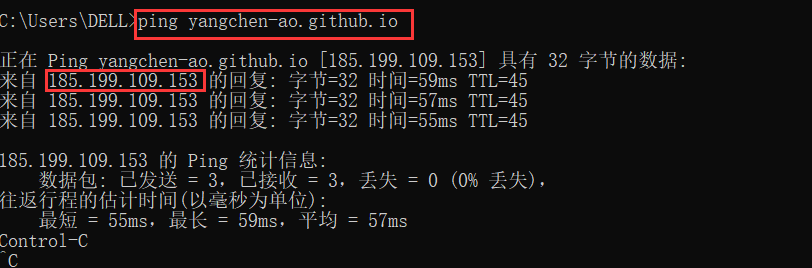 C:\Users\DELL>ping yangchen-ao.github.io
正在 Ping yangchen-ao.github.io [185.199.109.153] 具有 32 字节的数据:
来自 185.199.109.153 的回复: 字节=32 时间=59ms TTL=45
来自 185.199.109.153 的回复: 字节=32 时间=57ms TTL=45
来自 185.199.109.153 的回复: 字节=32 时间=55ms TTL=45
185.199.109.153 的 Ping 统计信息:
数据包: 已发送 = 3，已接收 = 3，丢失 = 0 (0% 丢失)，
往返行程的估计时间(以毫秒为单位):
最短 = 55ms，最长 = 59ms，平均 = 57ms
Control-C
^C